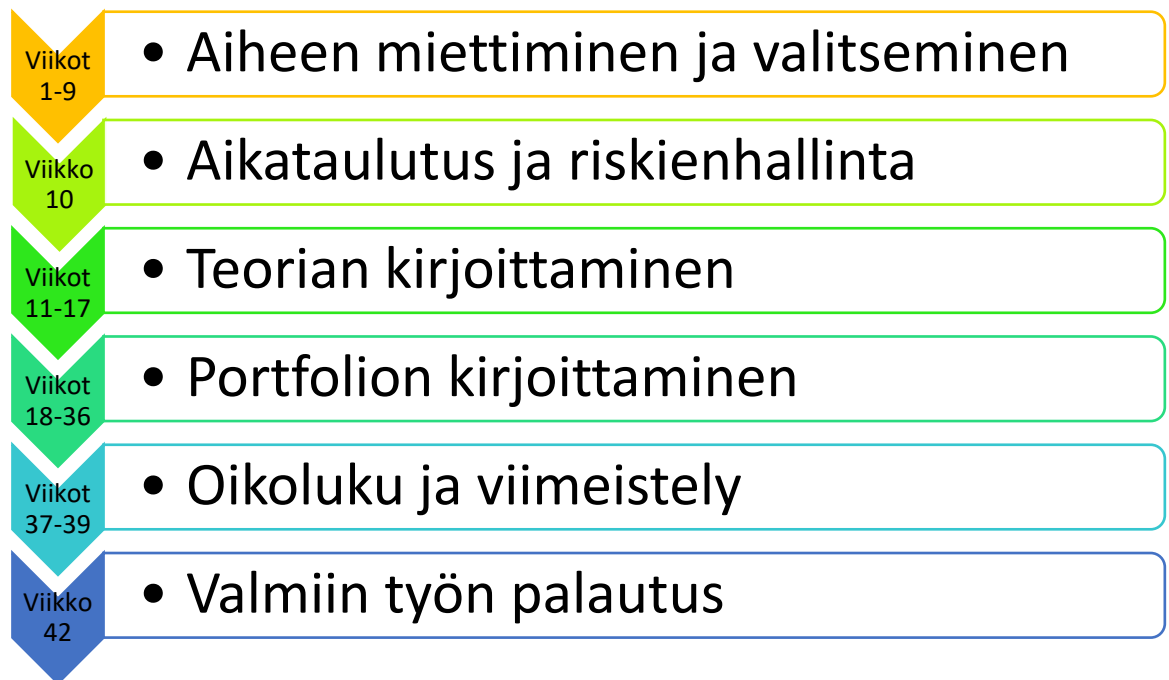 Viikot
1-9
• Aiheen miettiminen ja valitseminen
Viikko
10
• Aikataulutus ja riskienhallinta
Viikot
11-17
• Teorian kirjoittaminen
Viikot
18-36
• Portfolion kirjoittaminen
Viikot
37-39
• Oikoluku ja viimeistely
Viikko
42
• Valmiin työn palautus